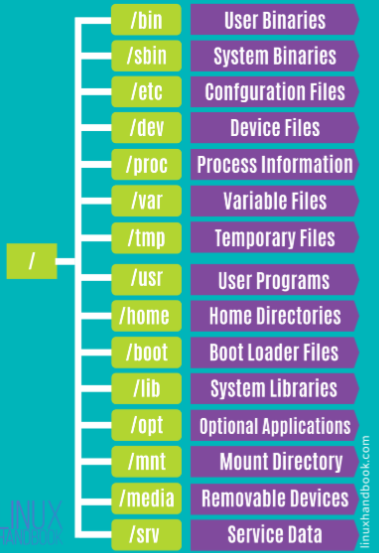 /bin User Binaries
/sbin System Binaries
/etc Confguration Files
/dev Device Files
/proc Process Information
/var Variable Files
/tmp Temporary Files
/
/usr User Programs
/home Home Directories
/boot Boot Loader Files
/lib System Libraries
/opt Optional Applications
/mnt Mount Directory
/media Removable Devices
/srv Service Data
LINUX
HANDBOOK
linuxhandbook.com